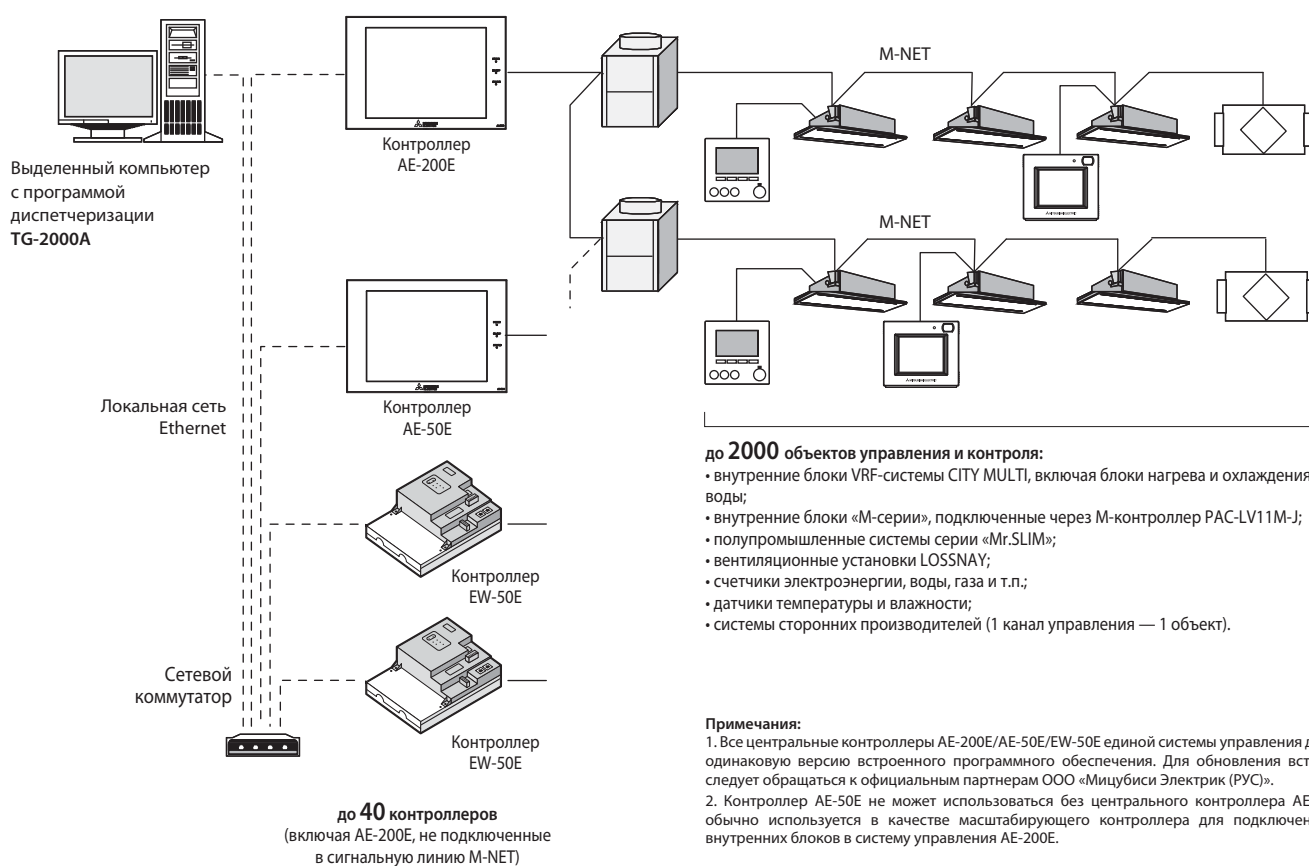 M-NET
Контроллер
AE-200E
Выделенный компьютер
с программой
диспетчеризации
TG-2000A
M-NET
Локальная сеть
Ethernet
Контроллер
AE-50E
Контроллер
EW-50E
Сетевой
коммутатор
Контроллер
EW-50E
до 40 контроллеров
(включая AE-200E, не подключенные
в сигнальную линию M-NET)
до 2000 объектов управления и контроля:
• внутренние блоки VRF-системы CITY MULTI, включая блоки нагрева и охлаждения
воды;
• внутренние блоки «М-серии», подключенные через М-контроллер PAC-LV11M-J;
• полупромышленные системы серии «Mr.SLIM»;
• вентиляционные установки LOSSNAY;
• счетчики электроэнергии, воды, газа и т.п.;
• датчики температуры и влажности;
• системы сторонних производителей (1 канал управления — 1 объект).
Примечания:
1. Все центральные контроллеры AE-200E/AE-50E/EW-50E единой системы управления
одинаковую версию встроенного программного обеспечения. Для обновления
следует обращаться к официальным партнерам ООО «Мицубиси Электрик (РУС)».
2. Контроллер AE-50E не может использоваться без центрального контроллера AE
обычно используется в качестве масштабирующего контроллера для
внутренних блоков в систему управления AE-200E.